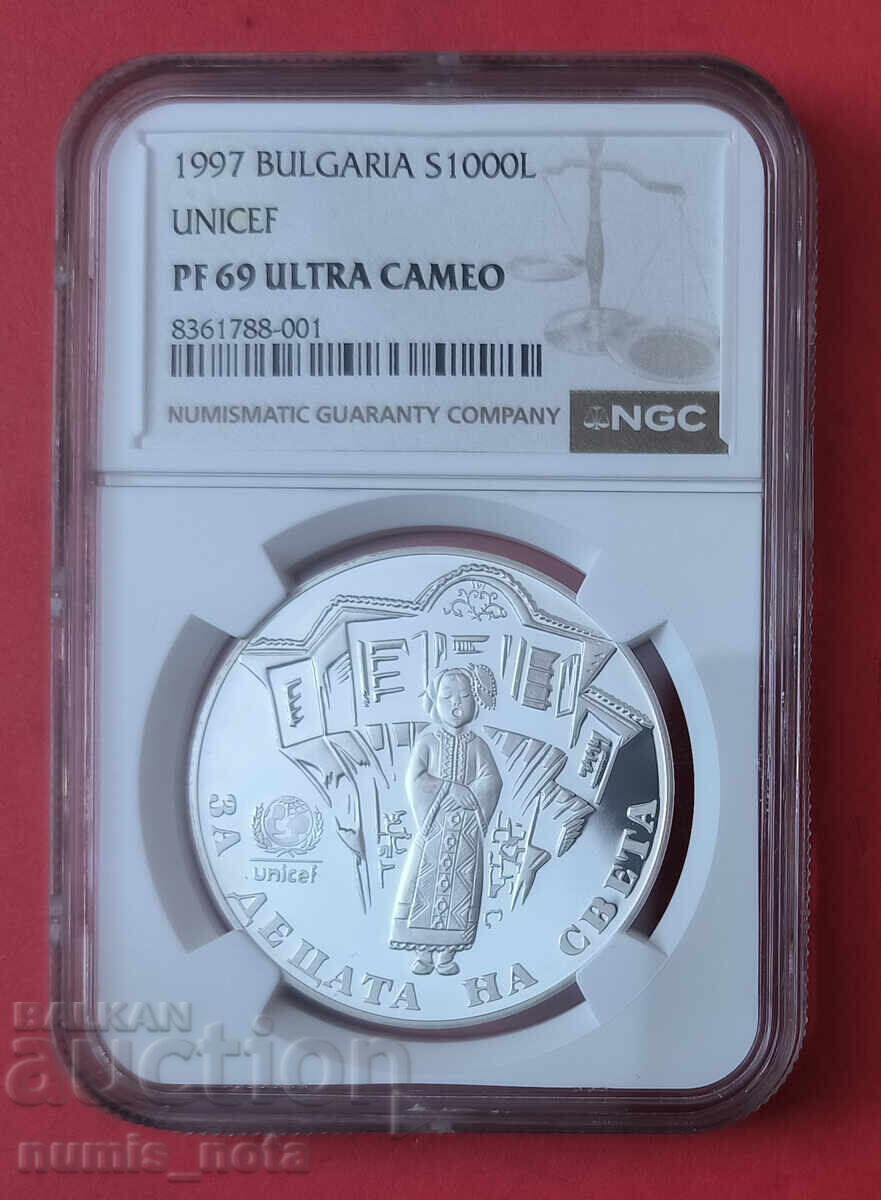 1997 BULGARIA S1000L
UNICEF
PF 69 ULTRA CAMEO
8361788-001
NUMISMATIC GUARANTY COMPANY
NGC
unicef
ЗА ДЕЦАТА НА СВЕТА
BALKAN
auction
numis_nota